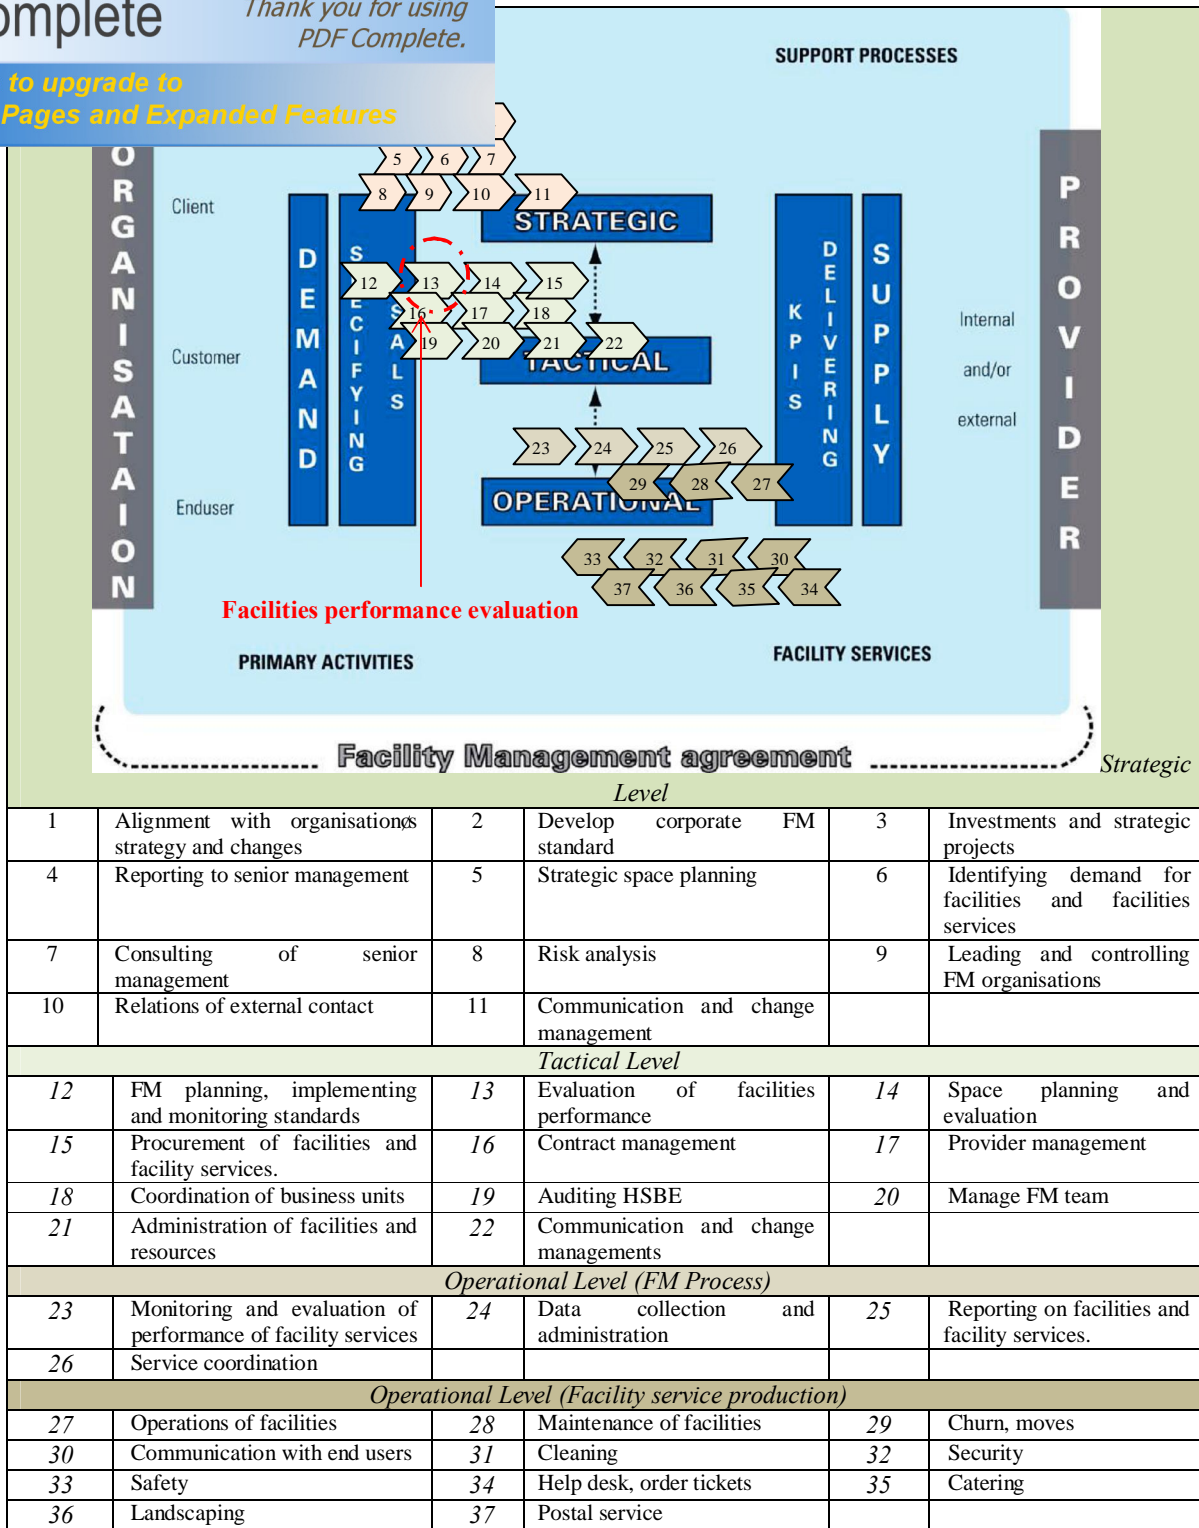 omplete
Thank you for using
PDF Complete.
to upgrade to
Pages and Expanded Features
SUPPORT PROCESSES
ORGANISATAION
Client
Customer
Enduser
DEMAND
SPECIFYING
STRATEGIC
TACTICAL
OPERATIONAL
KPIS
DELIVERING
SUPPLY
Internal
and/or
external
PROVIDER
5 6 7
8 9 10 11
12 13 14 15
16 17 18
19 20 21 22
23 24 25 26
29 28 27
33 32 31 30
37 36 35 34
Facilities performance evaluation
PRIMARY ACTIVITIES
FACILITY SERVICES
Facility Management agreement
Strategic
Level
1 Alignment with organisationøs 2 Develop corporate FM 3 Investments and strategic
strategy and changes standard projects
4 Reporting to senior management 5 Strategic space planning 6 Identifying demand for
facilities and facilities
services
7 Consulting of senior 8 Risk analysis 9 Leading and controlling
management FM organisations
10 Relations of external contact 11 Communication and change
management
Tactical Level
12 FM planning, implementing 13 Evaluation of facilities 14 Space planning and
and monitoring standards performance evaluation
15 Procurement of facilities and 16 Contract management 17 Provider management
facility services.
18 Coordination of business units 19 Auditing HSBE 20 Manage FM team
21 Administration of facilities and 22 Communication and change
resources managements
Operational Level (FM Process)
23 Monitoring and evaluation of 24 Data collection and 25 Reporting on facilities and
performance of facility services administration facility services.
26 Service coordination
Operational Level (Facility service production)
27 Operations of facilities 28 Maintenance of facilities 29 Churn, moves
30 Communication with end users 31 Cleaning 32 Security
33 Safety 34 Help desk, order tickets 35 Catering
36 Landscaping 37 Postal service